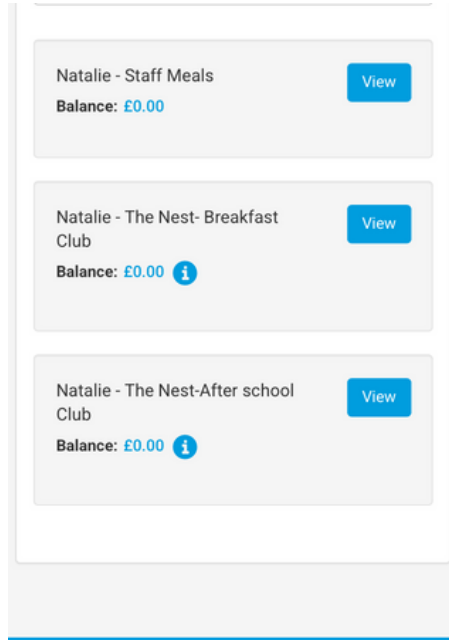 Natalie - Staff Meals
View
Balance: £0.00
Natalie - The Nest- Breakfast
Club
View
Balance: £0.00
Natalie - The Nest-After school
Club
View
Balance: £0.00